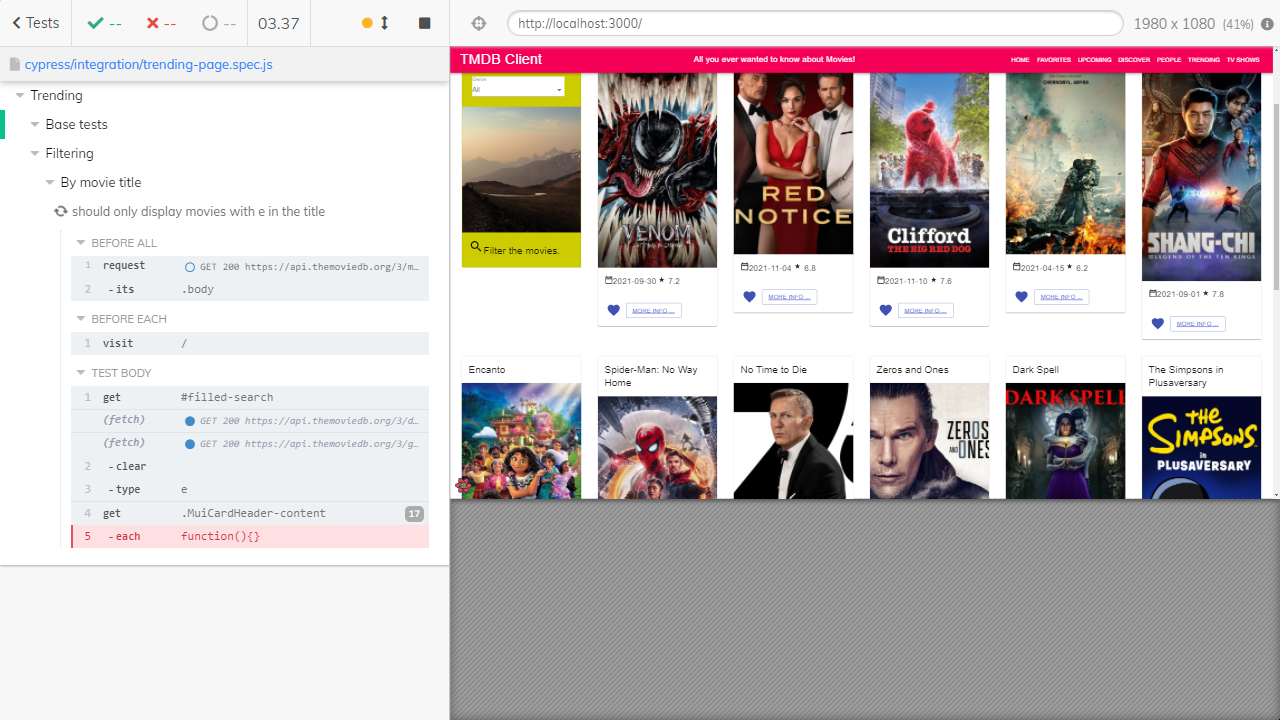 Tests
--
--
--
03.37
http://localhost:3000/
1980 x 1080 (41%)
cypress/integration/trending-page.spec.js
Trending
Base tests
Filtering
By movie title
should only display movies with e in the title
BEFORE ALL
request GET 200 https://api.themoviedb.org/3/m...
2 -its .body
BEFORE EACH
1 visit /
TEST BODY
1 get #filled-search
(fetch) GET 200 https://api.themoviedb.org/3/d...
(fetch) GET 200 https://api.themoviedb.org/3/g...
2 -clear
3 -type e
4 get .MuiCardHeader-content 17
5 -each function(){}
TMDB Client
All you ever wanted to know about Movies!
HOME FAVORITES UPCOMING DISCOVER PEOPLE TRENDING TV SHOWS
All
Filter the movies.
VENOM
2021-09-30 7.2
MORE INFO ...
RED NOTICE
2021-11-04 6.8
MORE INFO ...
Clifford
THE BIG RED DOG
2021-11-10 7.6
MORE INFO ...
CHERNOBYL: ABYSS
2021-04-15 6.2
MORE INFO ...
SHANG-CHI
AND THE LEGEND OF THE TEN RINGS
2021-09-01 7.8
MORE INFO ...
Encanto
Spider-Man: No Way
Home
No Time to Die
Zeros and Ones
ZEROS
AND ONES
Dark Spell
DARK SPELL
The Simpsons in
Plusaversary
THE
SIMPSONS
IN
PLUSAVERSARY